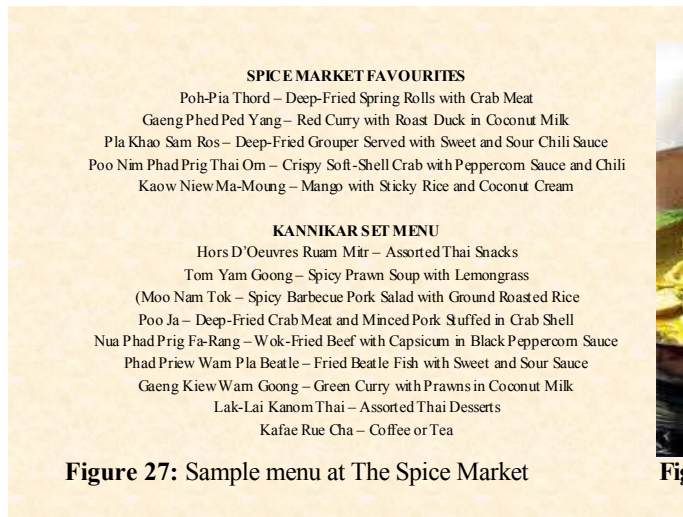 SPICE MARKET FAVOURITES
Poh-Pia Thord – Deep-Fried Spring Rolls with Crab Meat
Gaeng Phed Ped Yang – Red Curry with Roast Duck in Coconut Milk
Pla Khao Sam Ros – Deep-Fried Grouper Served with Sweet and Sour Chili Sauce
Poo Nim Phad Prig Thai Orn – Crispy Soft-Shell Crab with Peppercorn Sauce and Chili
Kaow Niew Ma-Moung – Mango with Sticky Rice and Coconut Cream
KANNIKAR SET MENU
Hors D'Oeuvres Ruam Mitr – Assorted Thai Snacks
Tom Yam Goong – Spicy Prawn Soup with Lemongrass
(Moo Nam Tok – Spicy Barbecue Pork Salad with Ground Roasted Rice
Poo Ja – Deep-Fried Crab Meat and Minced Pork Stuffed in Crab Shell
Nua Phad Prig Fa-Rang – Wok-Fried Beef with Capsicum in Black Peppercorn Sauce
Phad Priew Warn Pla Beatle – Fried Beatle Fish with Sweet and Sour Sauce
Gaeng Kiew Warn Goong – Green Curry with Prawns in Coconut Milk
Lak-Lai Kanom Thai – Assorted Thai Desserts
Kafae Rue Cha – Coffee or Tea
Figure 27: Sample menu at The Spice Market